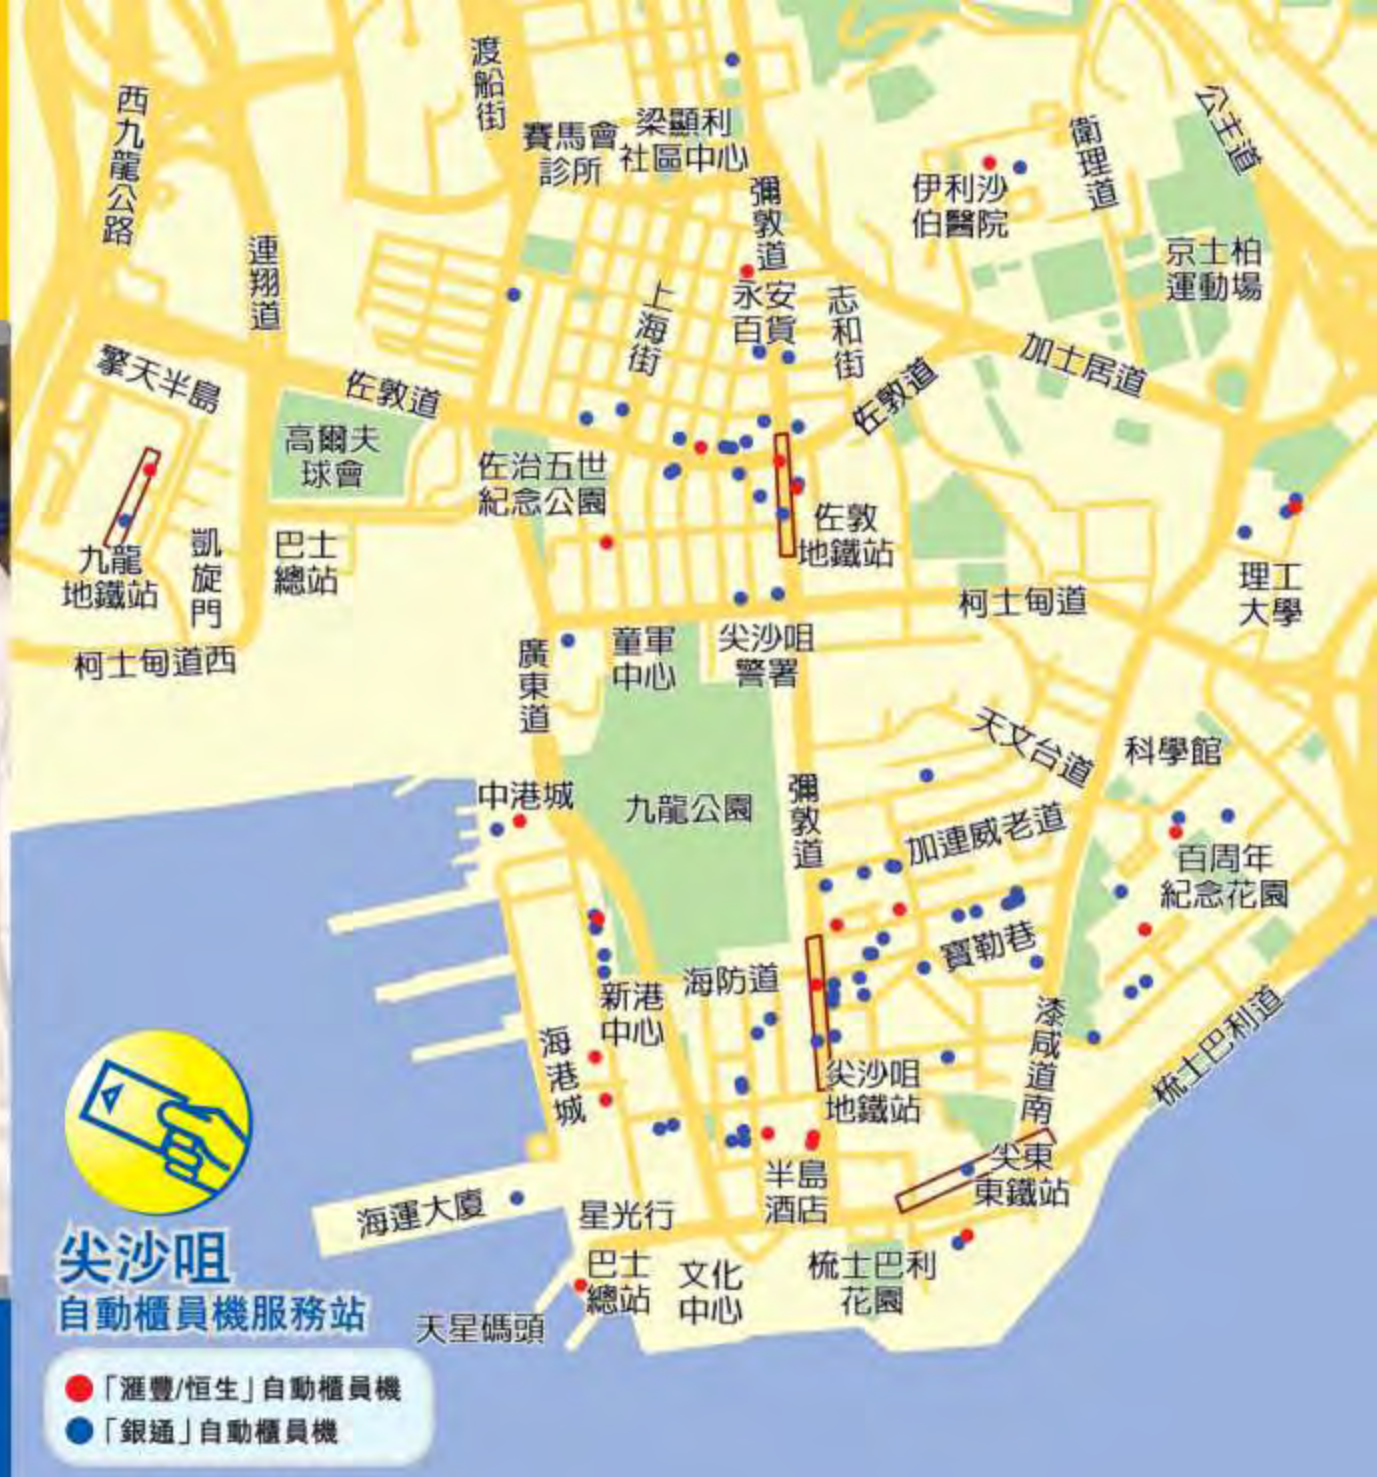 渡船街
西九龍公路
賽馬會
診所
梁顯利
社區中心
公主道
衛理道
彌敦道
伊利沙
伯醫院
京士柏
運動場
連翔道
上海街
永安
百貨
志和街
加士居道
擎天半島
佐敦道
佐敦道
高爾夫
球會
佐治五世
紀念公園
佐敦
地鐵站
九龍
地鐵站
凱旋門
巴士
總站
理工
大學
柯士甸道
柯士甸道西
廣東道
童軍
中心
尖沙咀
警署
天文台道
科學館
中港城
九龍公園
彌敦道
加連威老道
百周年
紀念花園
寶勒巷
海防道
新港
中心
海港城
漆咸道南
梳士巴利道
尖沙咀
地鐵站
尖東
東鐵站
半島
酒店
海運大廈
星光行
巴士
總站
文化
中心
梳士巴利
花園
天星碼頭
尖沙咀
自動櫃員機服務站
「滙豐/恒生」自動櫃員機
「銀通」自動櫃員機